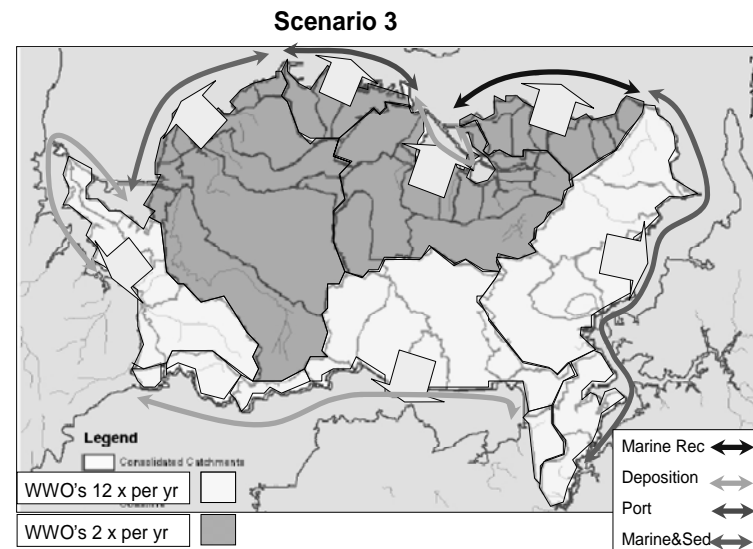 Scenario 3
Legend
Consolidated Catchments
WWO's 12 x per yr
WWO's 2 x per yr
Marine Rec
Deposition
Port
Marine&Sed